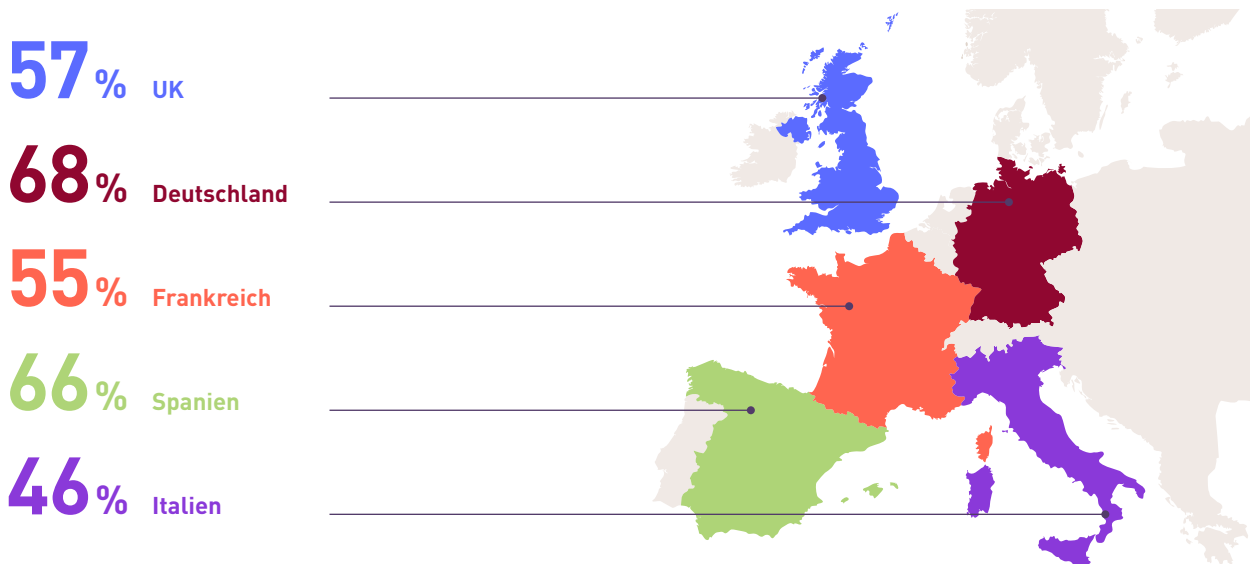 57% UK
68% Deutschland
55% Frankreich
66% Spanien
46% Italien